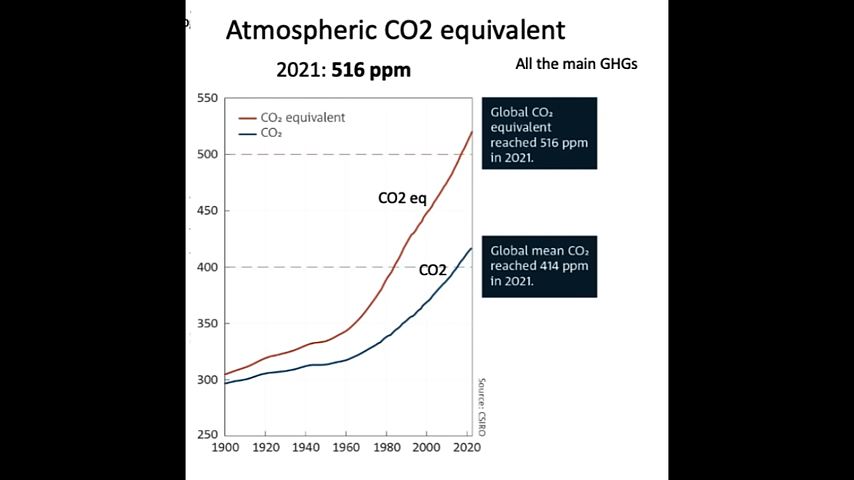 Atmospheric CO2 equivalent
2021: 516 ppm
All the main GHGs
550
500
450
400
350
300
250
CO₂ equivalent
CO₂
CO2 eq
CO2
Global CO₂
equivalent
reached 516 ppm
in 2021.
Global mean CO₂
reached 414 ppm
in 2021.
Source: CSIRO
1900 1920 1940 1960 1980 2000 2020